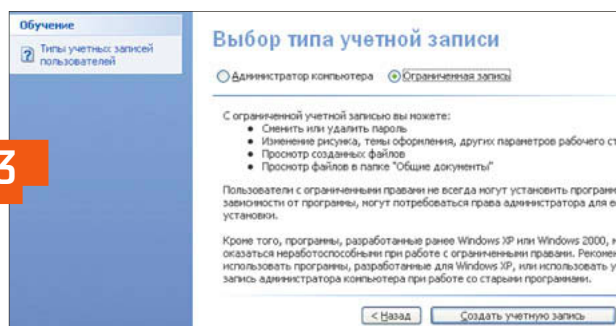 Обучение
Типы учетных записей
пользователей
3
Выбор типа учетной записи
Администратор компьютера Ограниченная запись
С ограниченной учетной записью вы можете:
• Сменить или удалить пароль
• Изменение рисунка, темы оформления, других параметров рабочего ст
• Просмотр созданных файлов
• Просмотр файлов в папке "Общие документы"
Пользователи с ограниченными правами не всегда могут установить програм
зависимости от программы, могут потребоваться права администратора для е
установки.
Кроме того, программы, разработанные ранее Windows XP или Windows 2000, м
оказаться неработоспособными при работе с ограниченными правами. Рекомен
использовать программы, разработанные для Windows XP, или использовать у
запись администратора компьютера при работе со старыми программами.
< Назад Создать учетную запись